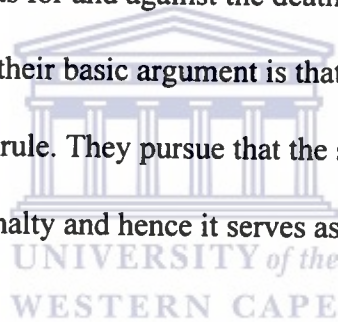 ts for and against the death
their basic argument is that
rule. They pursue that the
nalty and hence it serves as
UNIVERSITY of the
WESTERN CAPE